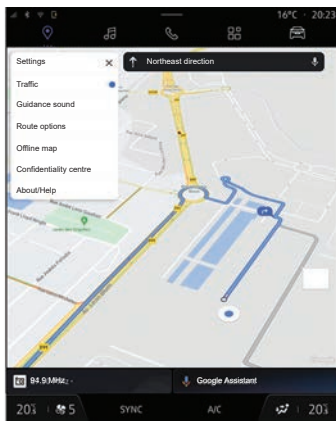 16°C · 20:23
Settings
Northeast direction
Traffic
Guidance sound
Route options
Offline map
Confidentiality centre
About/Help
94.9MHz
Google Assistant
5
SYNC
A/C